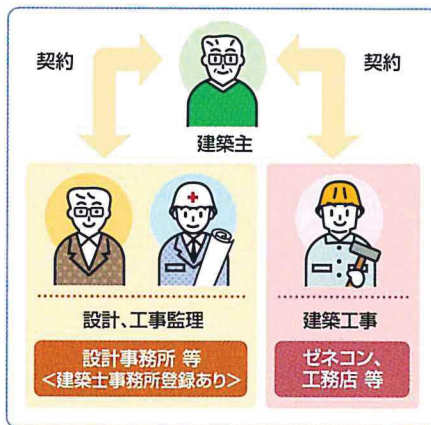 契約
契約
建築主
設計、工事監理
設計事務所 等
<建築士事務所登録あり>
建築工事
ゼネコン、
工務店 等